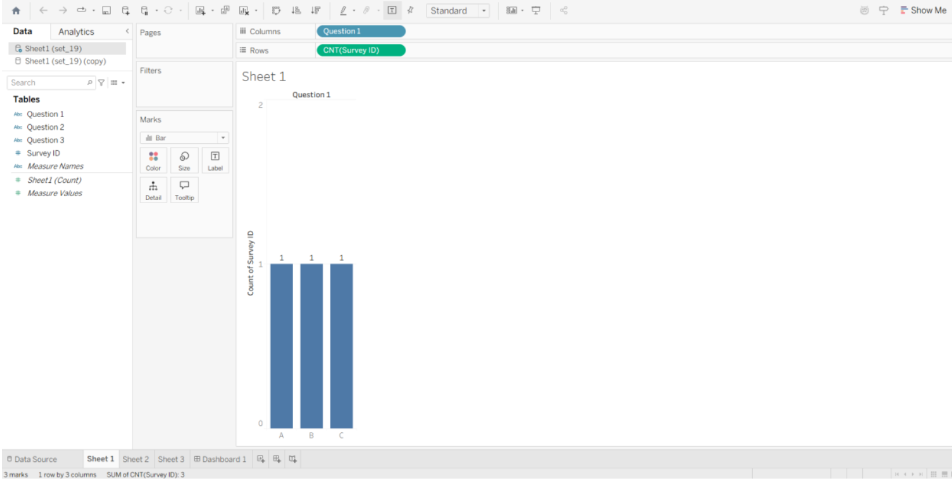 Standard
Show Me
Data
Analytics
Sheet1 (set_19)
Sheet1 (set_19) (copy)
Search
Tables
Abc Question 1
Abc Question 2
Abc Question 3
# Survey ID
Abc Measure Names
# Sheet1 (Count)
# Measure Values
Pages
Filters
Marks
Bar
Color
Size
Label
Detail
Tooltip
Columns
Question 1
Rows
CNT(Survey ID)
Sheet 1
Question 1
2
1
0
Count of Survey ID
1 1 1
A B C
Data Source
Sheet 1
Sheet 2
Sheet 3
Dashboard 1
3 marks 1 row by 3 columns SUM of CNT(Survey ID): 3